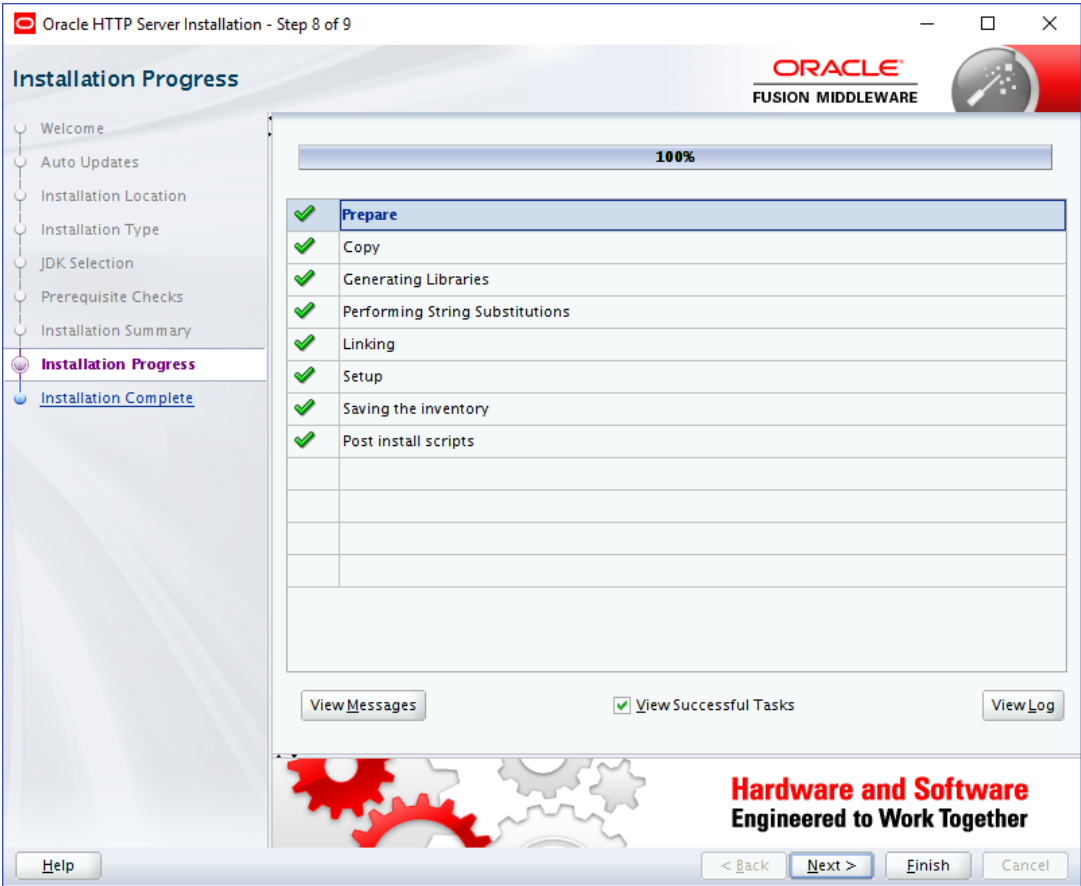 Oracle HTTP Server Installation - Step 8 of 9
Installation Progress
ORACLE
FUSION MIDDLEWARE
Welcome
Auto Updates
Installation Location
Installation Type
JDK Selection
Prerequisite Checks
Installation Summary
Installation Progress
Installation Complete
100%
Prepare
Copy
Generating Libraries
Performing String Substitutions
Linking
Setup
Saving the inventory
Post install scripts
View Messages
View Successful Tasks
View Log
Hardware and Software
Engineered to Work Together
Help
< Back
Next >
Finish
Cancel